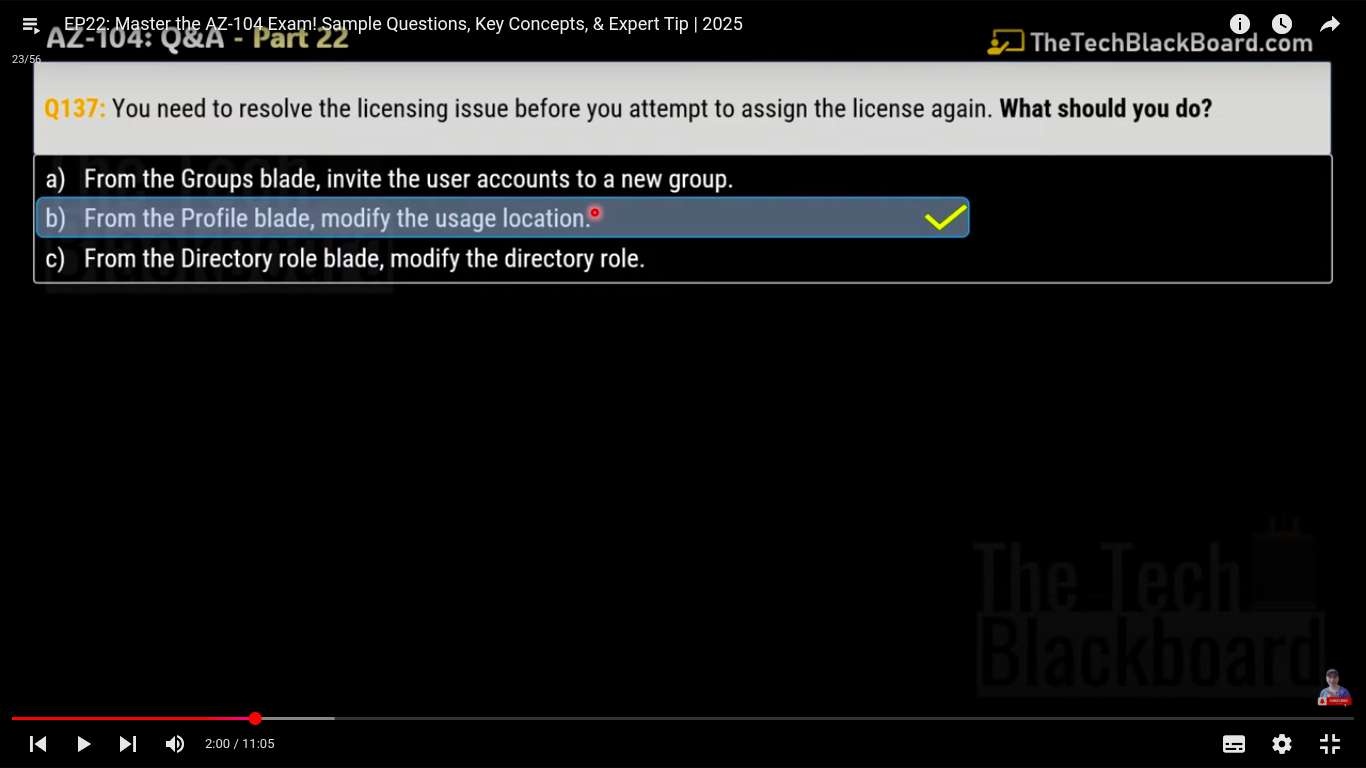 EP22: Master the AZ-104 Exam! Sample Questions, Key Concepts, & Expert Tip | 2025
AZ-104: Q&A - Part 22
TheTechBlackBoard.com
23/56
Q137: You need to resolve the licensing issue before you attempt to assign the license again. What should you do?
a) From the Groups blade, invite the user accounts to a new group.
b) From the Profile blade, modify the usage location.
c) From the Directory role blade, modify the directory role.
The Tech
Blackboard
2:00 / 11:05